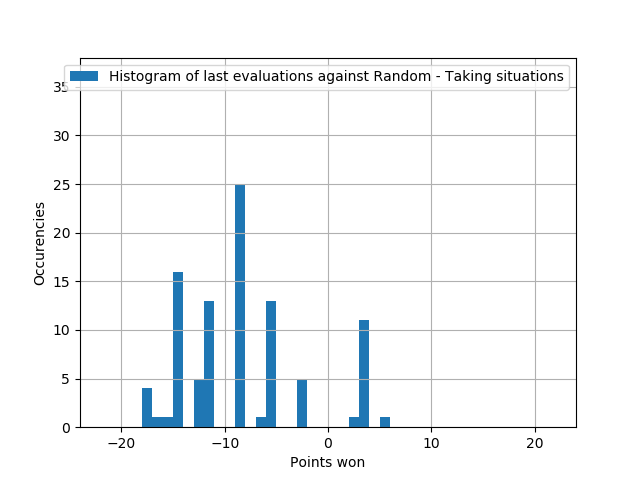 Histogram of last evaluations against Random - Taking situations
35
30
25
20
15
10
5
0
Occurencies
−20 −10 0 10 20
Points won